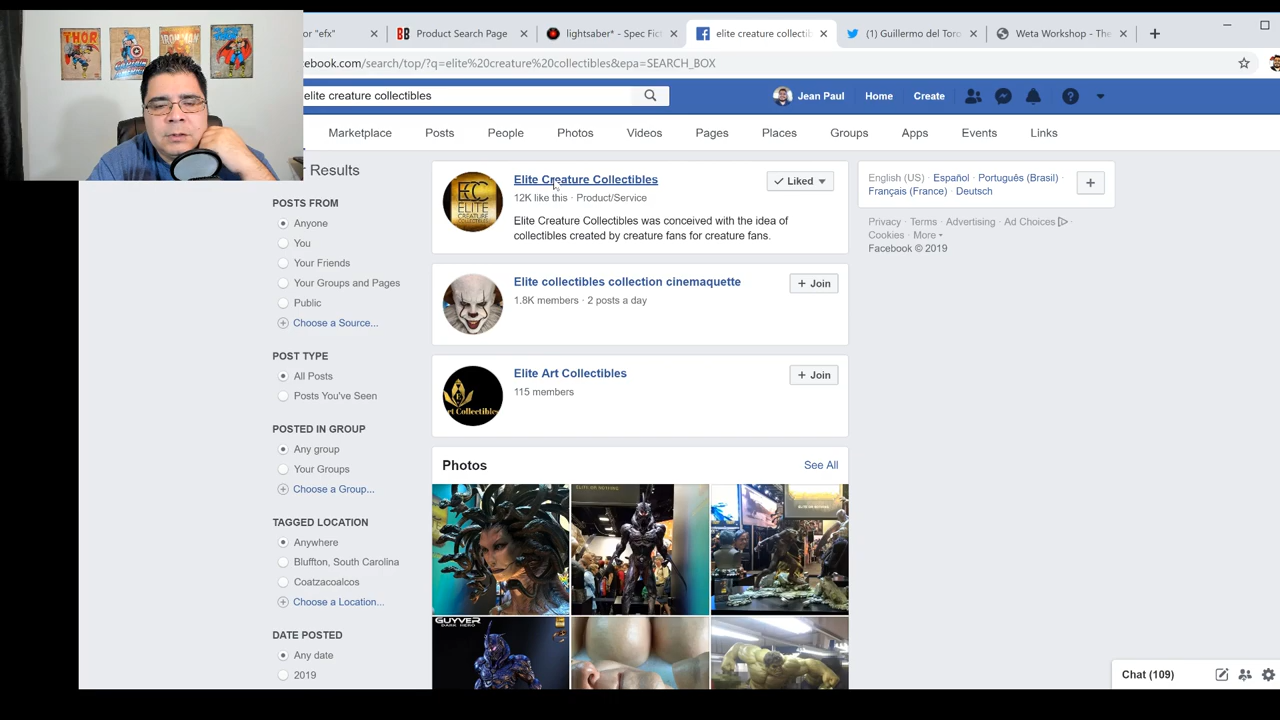 THOR
IRON MAN
or "efx"
Product Search Page
lightsaber* - Spec Fic
elite creature collectib
(1) Guillermo del Toro
Weta Workshop - The
cebook.com/search/top/?q=elite%20creature%20collectibles&epa=SEARCH_BOX
elite creature collectibles
Jean Paul
Home
Create
Marketplace
Posts
People
Photos
Videos
Pages
Places
Groups
Apps
Events
Links
r Results
POSTS FROM
Anyone
You
Your Friends
Your Groups and Pages
Public
Choose a Source...
POST TYPE
All Posts
Posts You've Seen
POSTED IN GROUP
Any group
Your Groups
Choose a Group...
TAGGED LOCATION
Anywhere
Bluffton, South Carolina
Coatzacoalcos
Choose a Location...
DATE POSTED
Any date
2019
ECC
ELITE
Elite Creature Collectibles
Liked
12K like this · Product/Service
Elite Creature Collectibles was conceived with the idea of
collectibles created by creature fans for creature fans.
Elite collectibles collection cinemaquette
Join
1.8K members · 2 posts a day
Elite Art Collectibles
Join
115 members
Photos
See All
GUYVER
English (US) · Español · Português (Brasil) ·
Français (France) · Deutsch
Privacy · Terms · Advertising · Ad Choices ·
Cookies · More
Facebook © 2019
Chat (109)